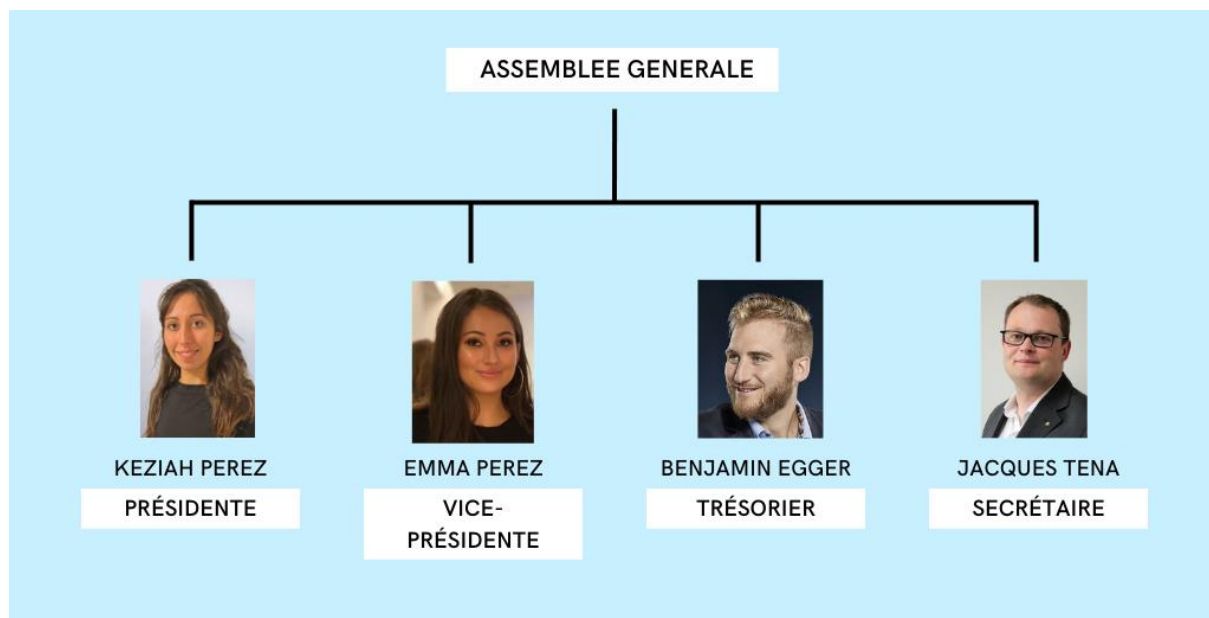 ASSEMBLEE GENERALE
KEZIAH PEREZ
PRÉSIDENTE
EMMA PEREZ
VICE-
PRÉSIDENTE
BENJAMIN EGGER
TRÉSORIER
JACQUES TENA
SECRÉTAIRE